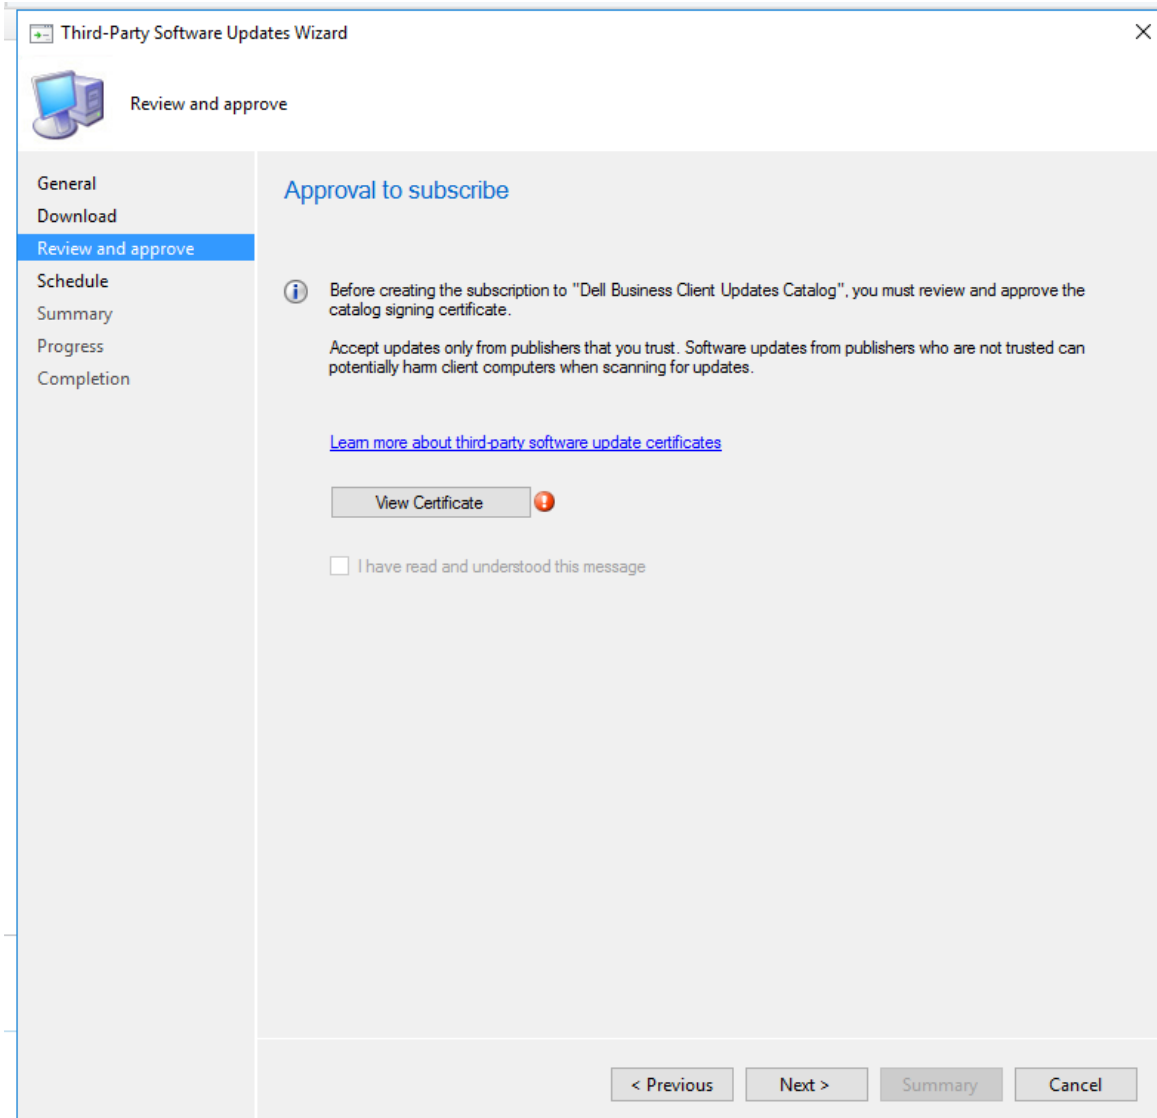 Third-Party Software Updates Wizard
Review and approve
General
Download
Review and approve
Schedule
Summary
Progress
Completion
Approval to subscribe
Before creating the subscription to "Dell Business Client Updates Catalog", you must review and approve the
catalog signing certificate.
Accept updates only from publishers that you trust. Software updates from publishers who are not trusted can
potentially harm client computers when scanning for updates.
Learn more about third-party software update certificates
View Certificate
I have read and understood this message
< Previous
Next >
Summary
Cancel